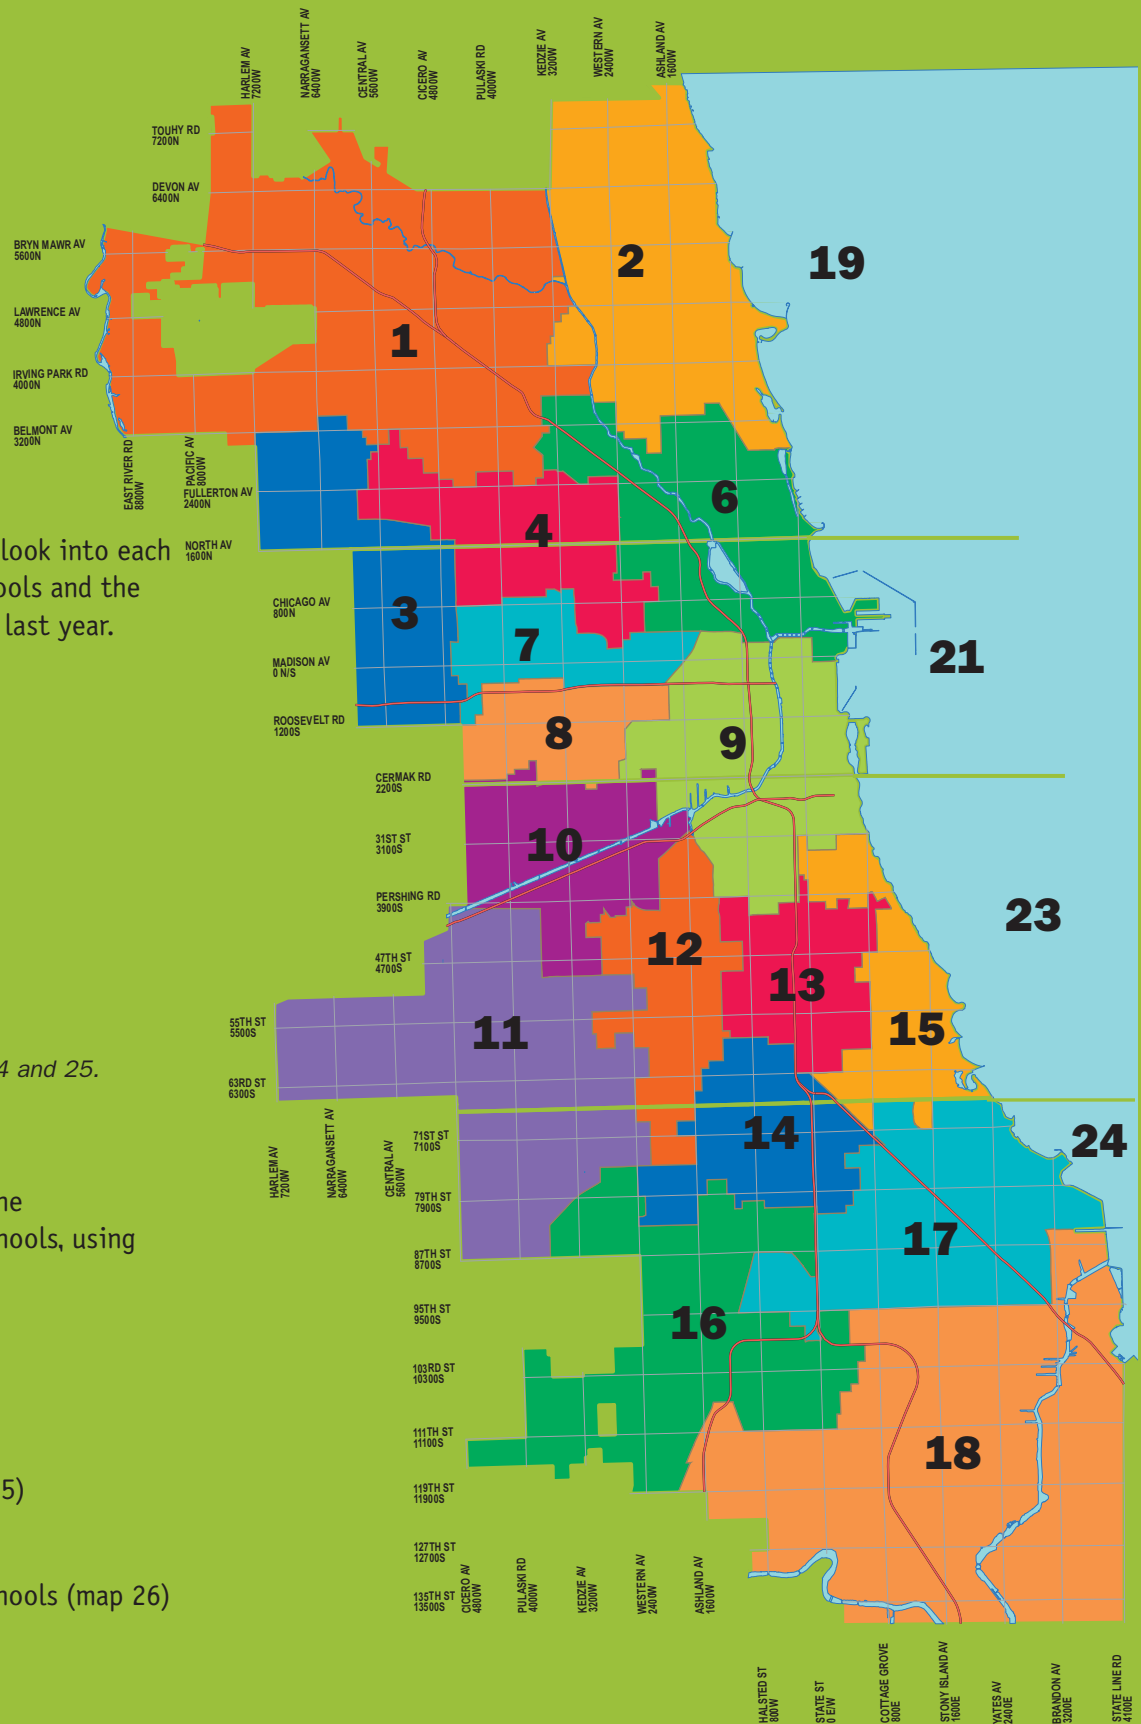 HARLEM AV
7200W
NARRAGANSETT AV
6400W
CENTRAL AV
5600W
CICERO AV
4800W
PULASKI RD
4000W
KEDZIE AV
3200W
WESTERN AV
2400W
ASHLAND AV
1600W
TOUHY RD
7200N
DEVON AV
6400N
BRYN MAWR AV
5600N
LAWRENCE AV
4800N
IRVING PARK RD
4000N
BELMONT AV
3200N
EAST RIVER RD
8800W
PACIFIC AV
8000W
FULLERTON AV
2400N
NORTH AV
1600N
CHICAGO AV
800N
MADISON AV
0 N/S
ROOSEVELT RD
1200S
CERMAK RD
2200S
31ST ST
3100S
PERSHING RD
3900S
47TH ST
4700S
55TH ST
5500S
63RD ST
6300S
HARLEM AV
7200W
NARRAGANSETT AV
6400W
CENTRAL AV
5600W
71ST ST
7100S
79TH ST
7900S
87TH ST
8700S
95TH ST
9500S
103RD ST
10300S
111TH ST
11100S
119TH ST
11900S
127TH ST
12700S
135TH ST
13500S
CICERO AV
4800W
PULASKI RD
4000W
KEDZIE AV
3200W
WESTERN AV
2400W
ASHLAND AV
1600W
HALSTED ST
800W
STATE ST
0 E/W
COTTAGE GROVE
800E
STONY ISLAND AV
1600E
YATES AV
2400E
BRANDON AV
3200E
STATE LINE RD
4100E
1
2
19
3
4
6
7
21
8
9
10
23
12
13
11
15
14
24
17
16
18
look into each
ools and the
last year.
4 and 25.
ne
hools, using
5)
hools (map 26)